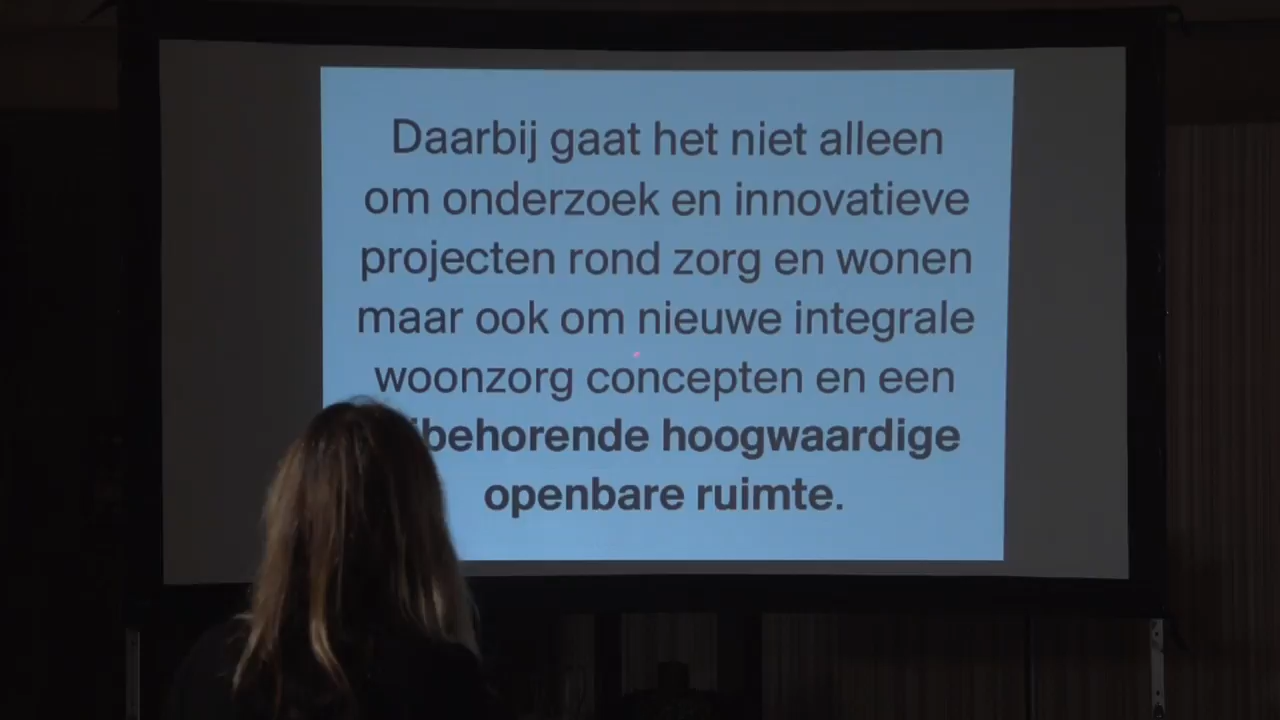 Daarbij gaat het niet alleen
om onderzoek en innovatieve
projecten rond zorg en wonen
maar ook om nieuwe integrale
woonzorg concepten en een
hoogwaardige
openbare ruimte.